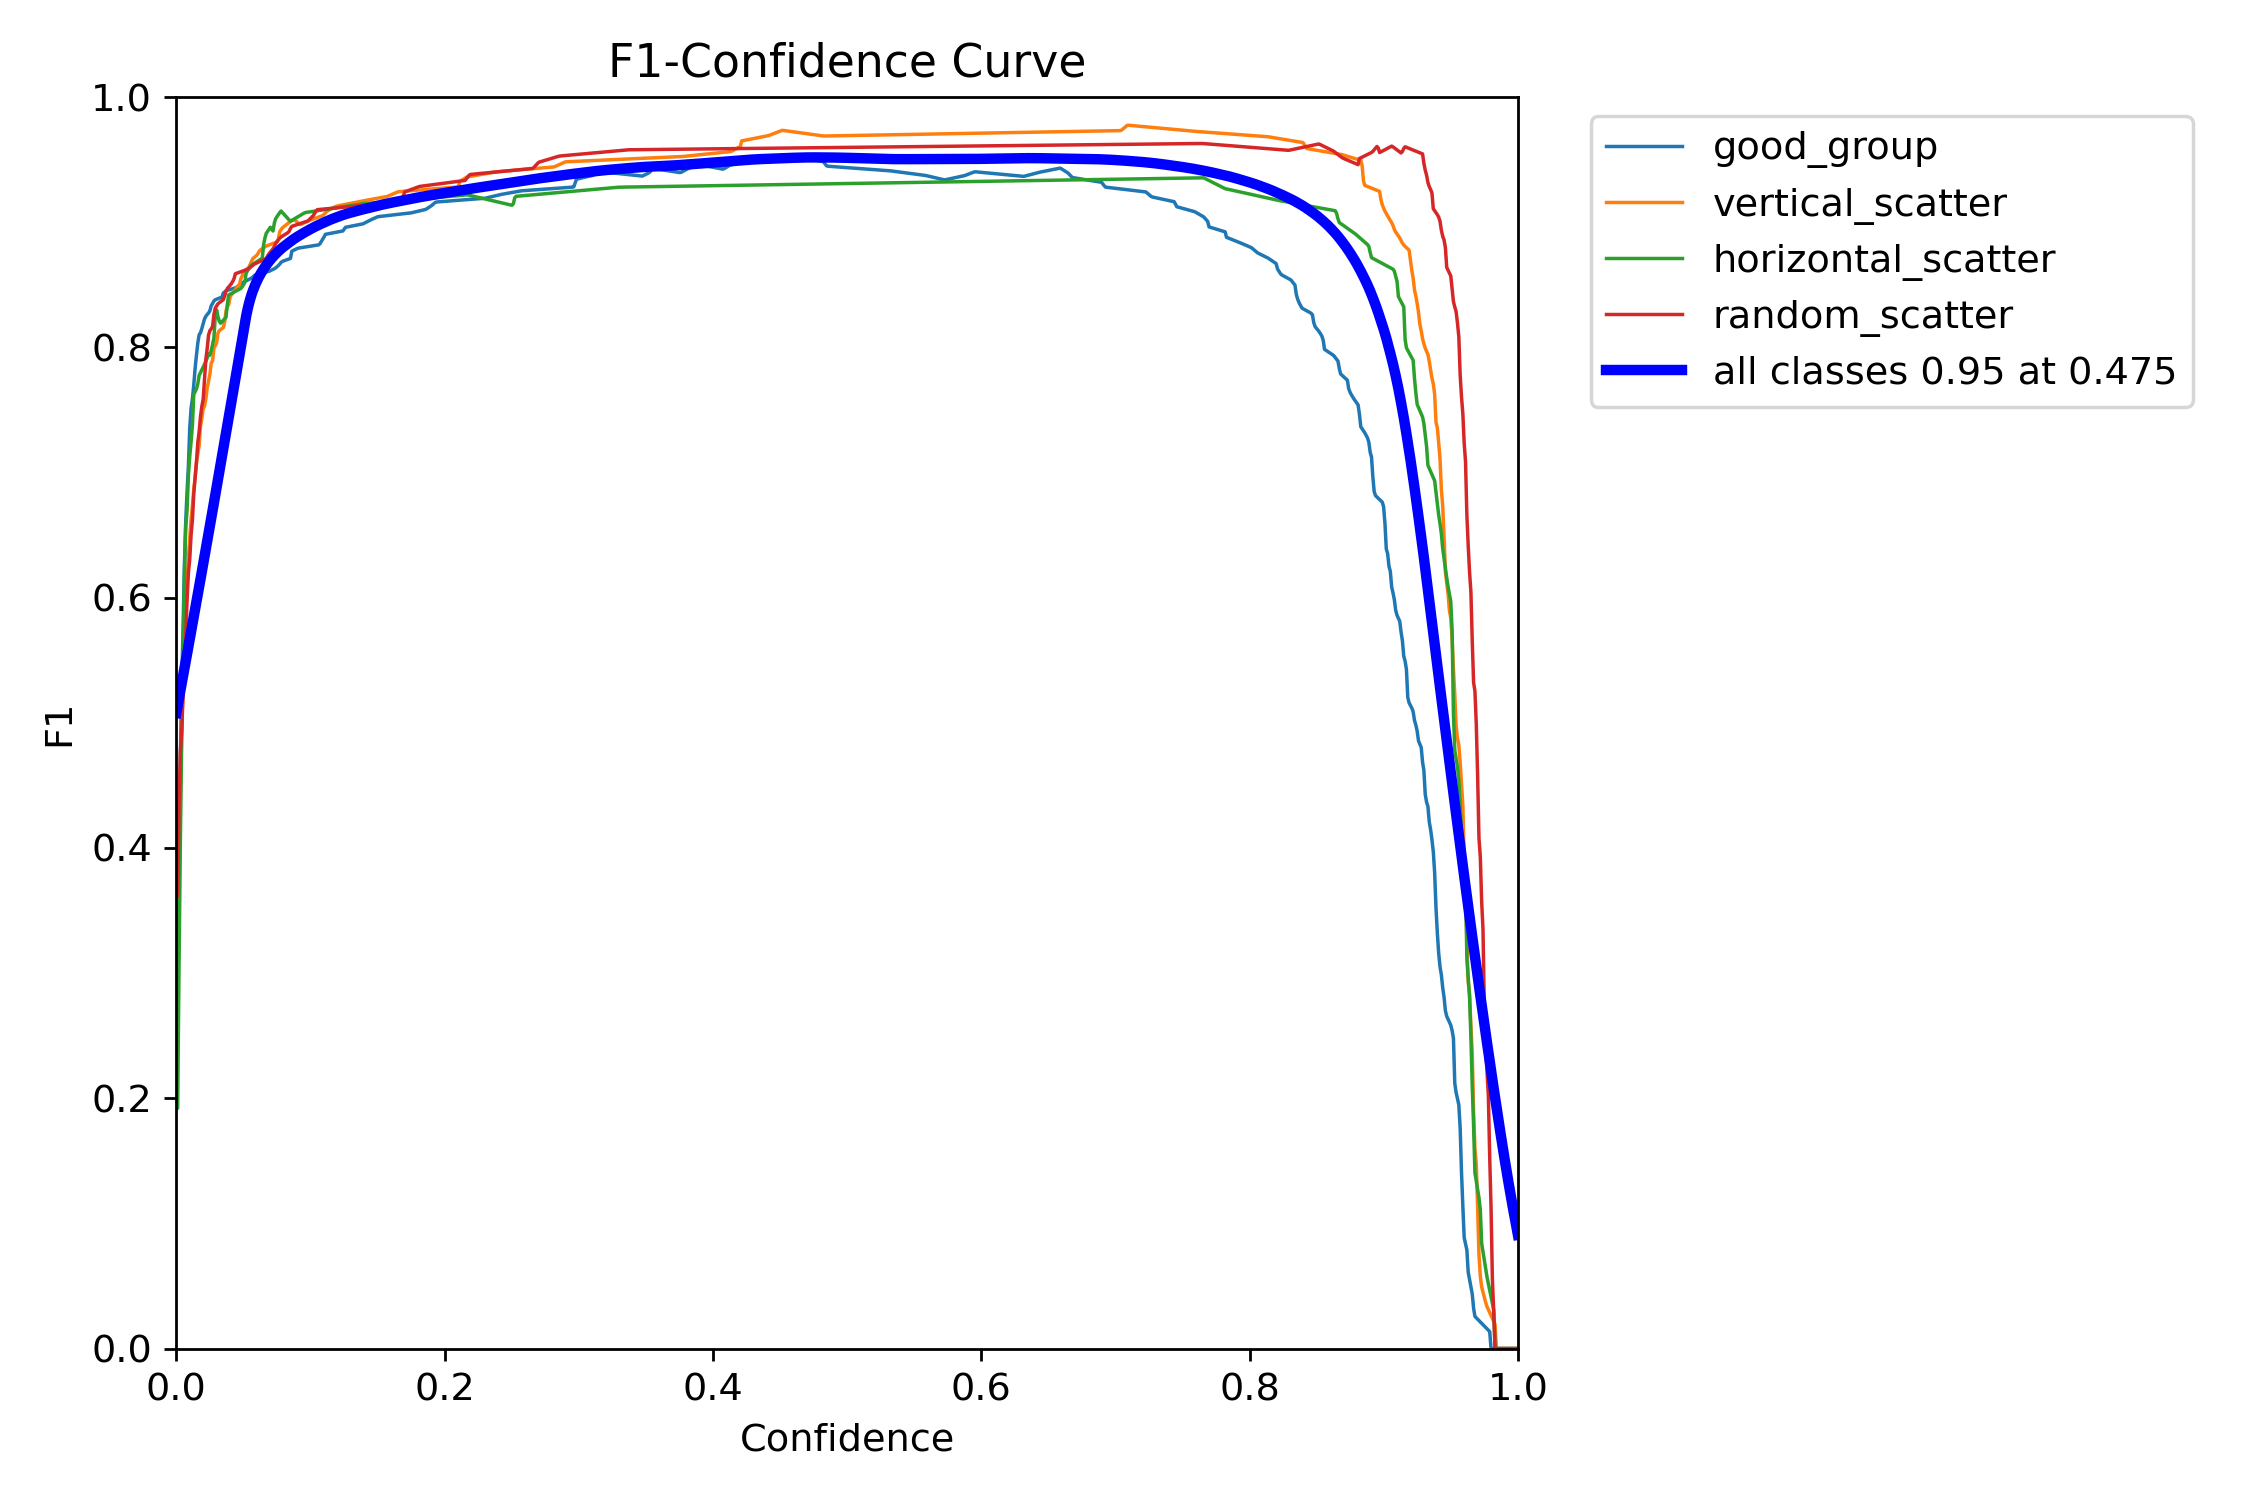 F1-Confidence Curve
1.0
0.8
0.6
0.4
0.2
0.0
F1
0.0 0.2 0.4 0.6 0.8 1.0
Confidence
good_group
vertical_scatter
horizontal_scatter
random_scatter
all classes 0.95 at 0.475